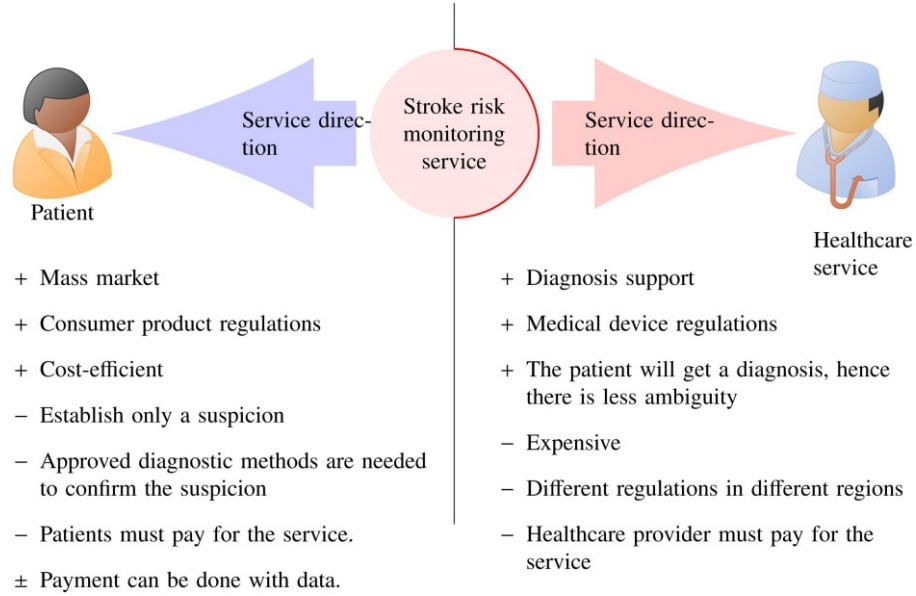 Service direc-
tion
Stroke risk
monitoring
service
Service direc-
tion
Patient
Healthcare
service
+ Mass market
+ Consumer product regulations
+ Cost-efficient
− Establish only a suspicion
− Approved diagnostic methods are needed
to confirm the suspicion
− Patients must pay for the service.
± Payment can be done with data.
+ Diagnosis support
+ Medical device regulations
+ The patient will get a diagnosis, hence
there is less ambiguity
− Expensive
− Different regulations in different regions
− Healthcare provider must pay for the
service